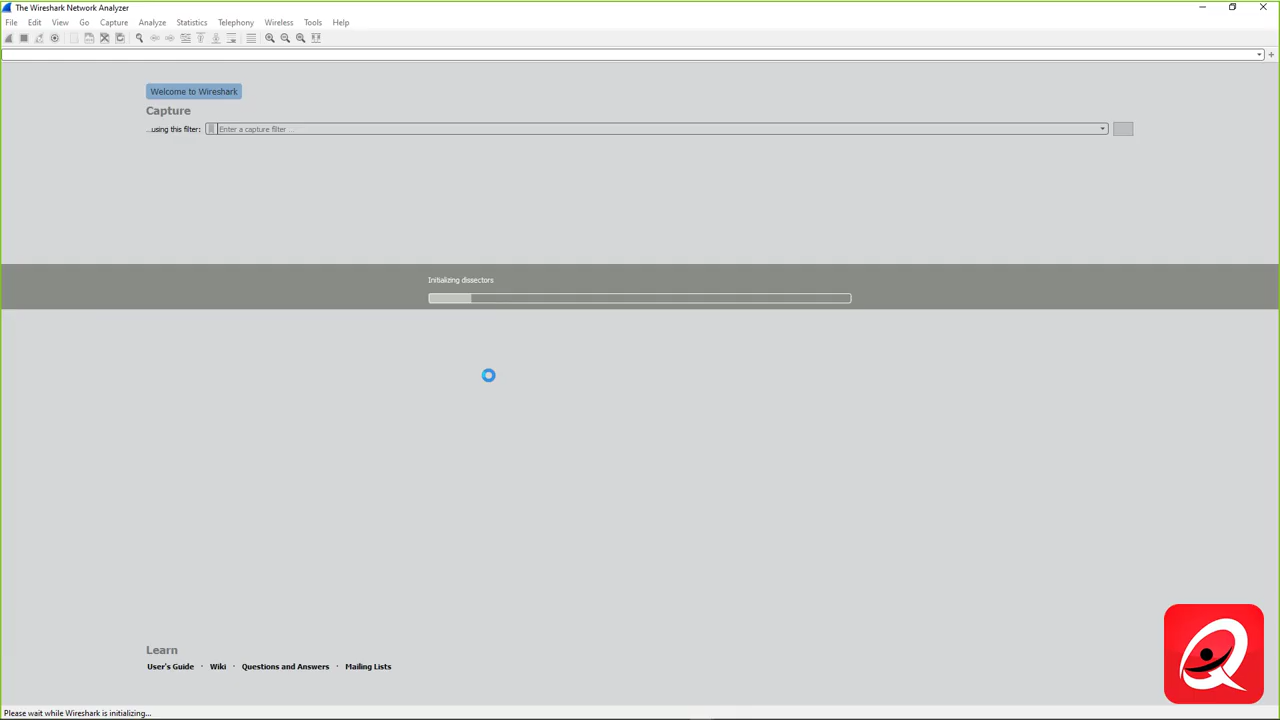 The Wireshark Network Analyzer
File Edit View Go Capture Analyze Statistics Telephony Wireless Tools Help
Welcome to Wireshark
Capture
...using this filter: Enter a capture filter ...
Initializing dissectors
Learn
User's Guide · Wiki · Questions and Answers · Mailing Lists
Please wait while Wireshark is initializing...